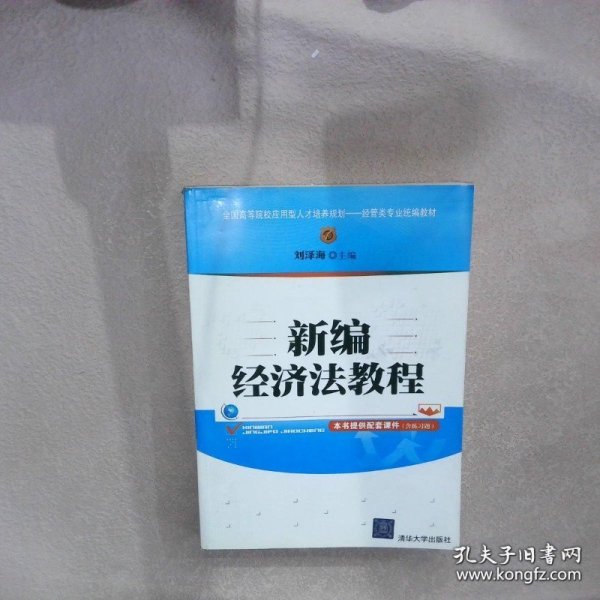 全国高等院校应用型人才培养规划——经管类专业统编教材
刘泽海 主编
新编
经济法教程
XINBIAN
JINGJIFA JIAOCHENG
本书提供配套课件（含练习题）
清华大学出版社
孔夫子旧书网
www.kongfz.com